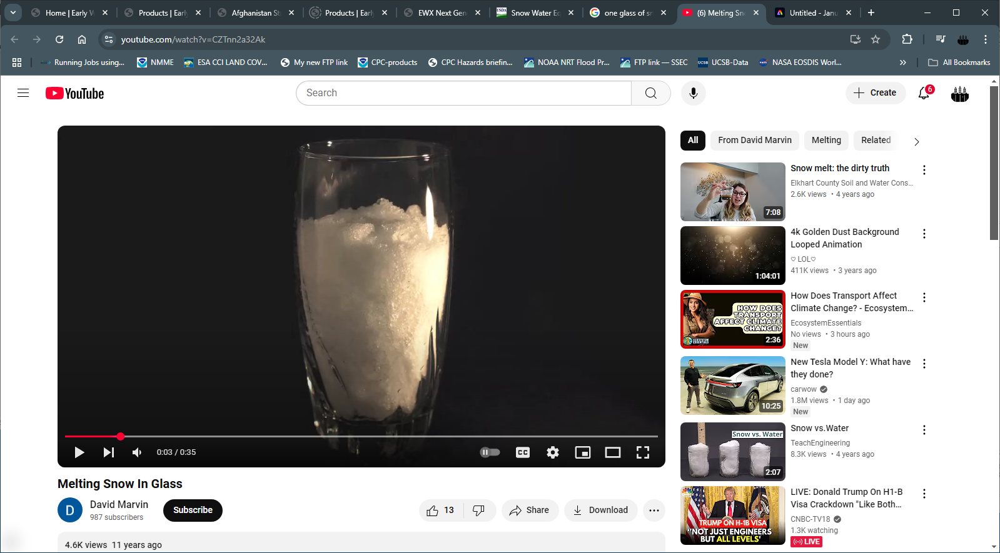 Home | Early W
Products | Early
Afghanistan St
Products | Early
EWX Next Gen
Snow Water Eq
one glass of sn
(6) Melting Sn
Untitled - Janu
youtube.com/watch?v=CZTnn2a32Ak
Running Jobs using...
NMME
ESA CCI LAND COV...
My new FTP link
CPC-products
CPC Hazards briefin...
NOAA NRT Flood Pr...
FTP link — SSEC
UCSB-Data
NASA EOSDIS Worl...
All Bookmarks
YouTube
Search
Create
6
0:03 / 0:35
CC
Melting Snow In Glass
D
David Marvin
987 subscribers
Subscribe
13
Share
Download
4.6K views 11 years ago
All
From David Marvin
Melting
Related
7:08
Snow melt: the dirty truth
Elkhart County Soil and Water Cons...
2.6K views • 4 years ago
1:04:01
4k Golden Dust Background
Looped Animation
♡ LOL♡
411K views • 3 years ago
HOW DOES
TRANSPORT
AFFECT CLIMATE
CHANGE?
2:36
How Does Transport Affect
Climate Change? - Ecosystem...
EcosystemEssentials
No views • 3 hours ago
New
10:25
New Tesla Model Y: What have
they done?
carwow
1.8M views • 1 day ago
New
Snow vs. Water
2:07
Snow vs.Water
TeachEngineering
8.3K views • 4 years ago
TRUMP ON H-1B VISA
'NOT JUST ENGINEERS
BUT ALL LEVELS'
LIVE: Donald Trump On H1-B
Visa Crackdown "Like Both...
CNBC-TV18
1.3K watching
LIVE